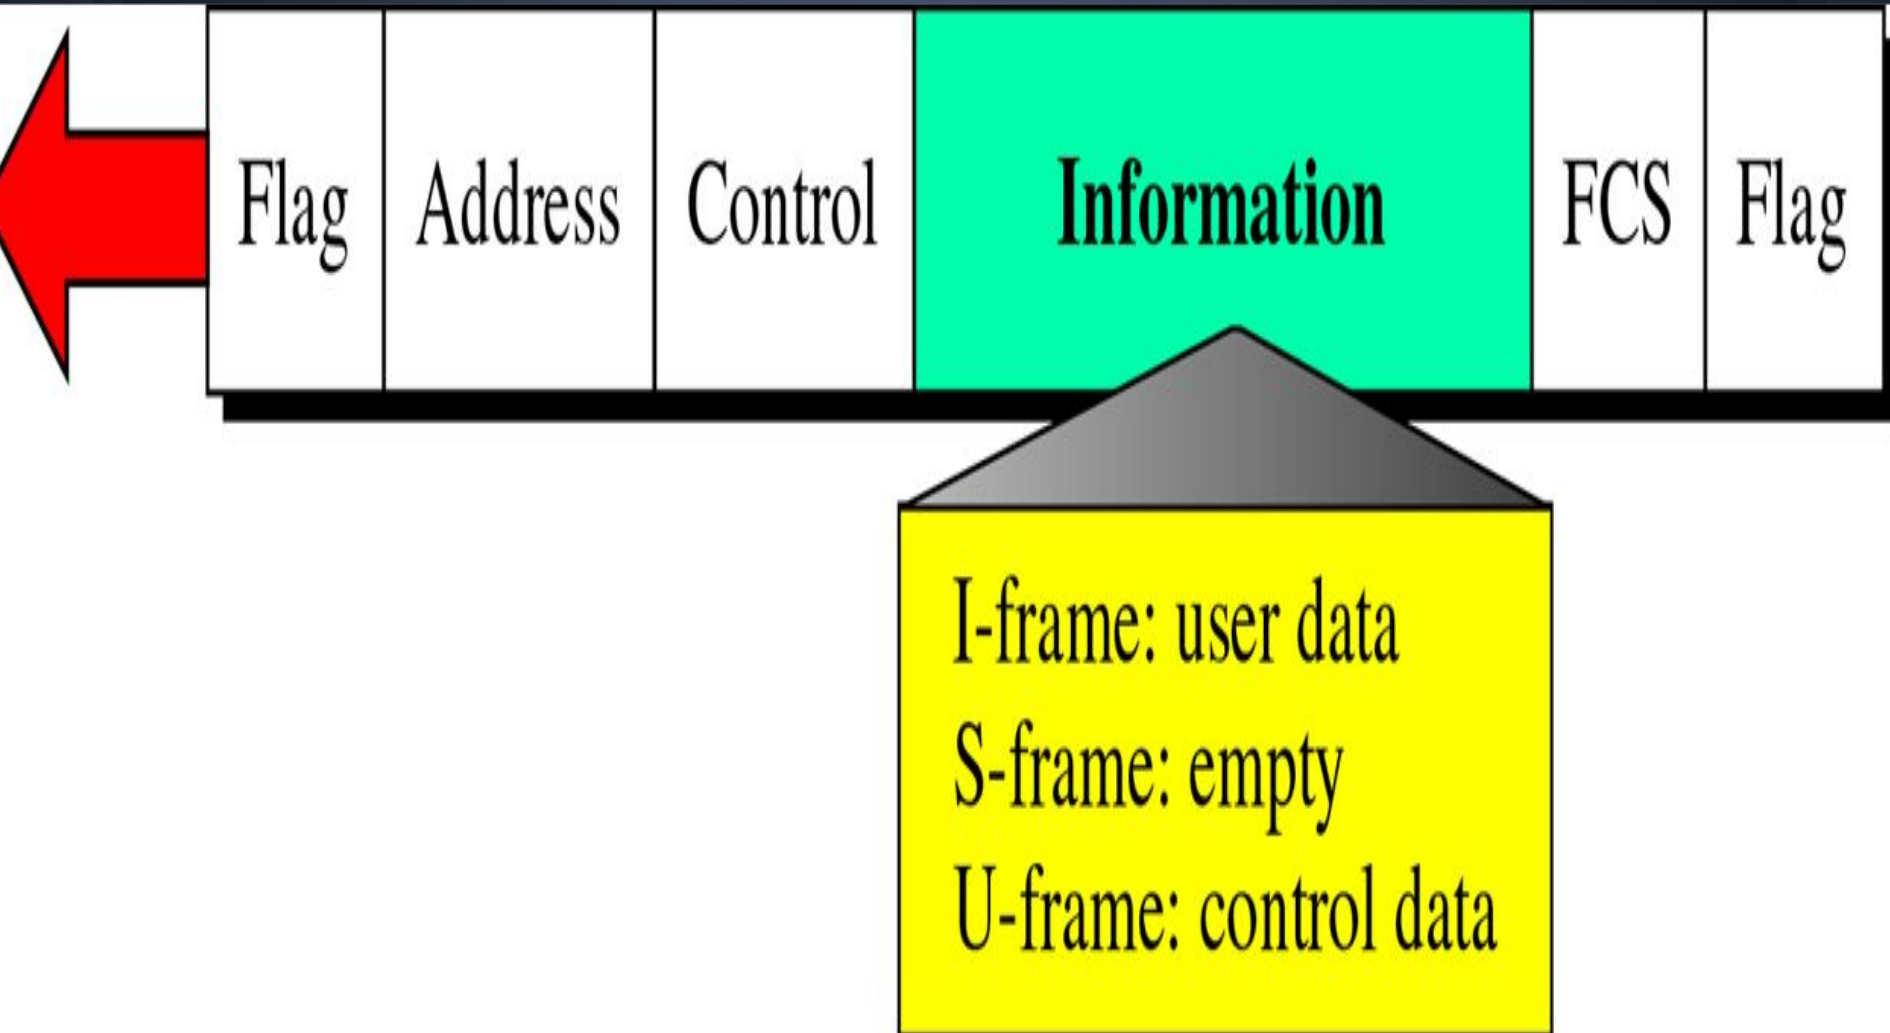 Flag Address Control Information FCS Flag
I-frame: user data
S-frame: empty
U-frame: control data